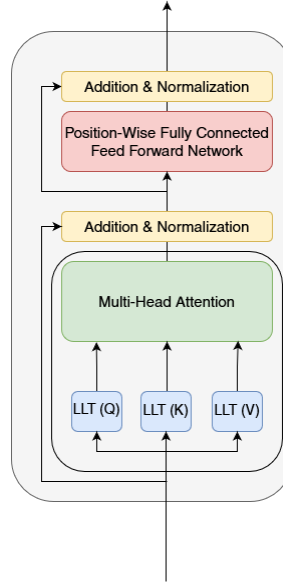 Addition & Normalization
Position-Wise Fully Connected
Feed Forward Network
Addition & Normalization
Multi-Head Attention
LLT (Q)
LLT (K)
LLT (V)